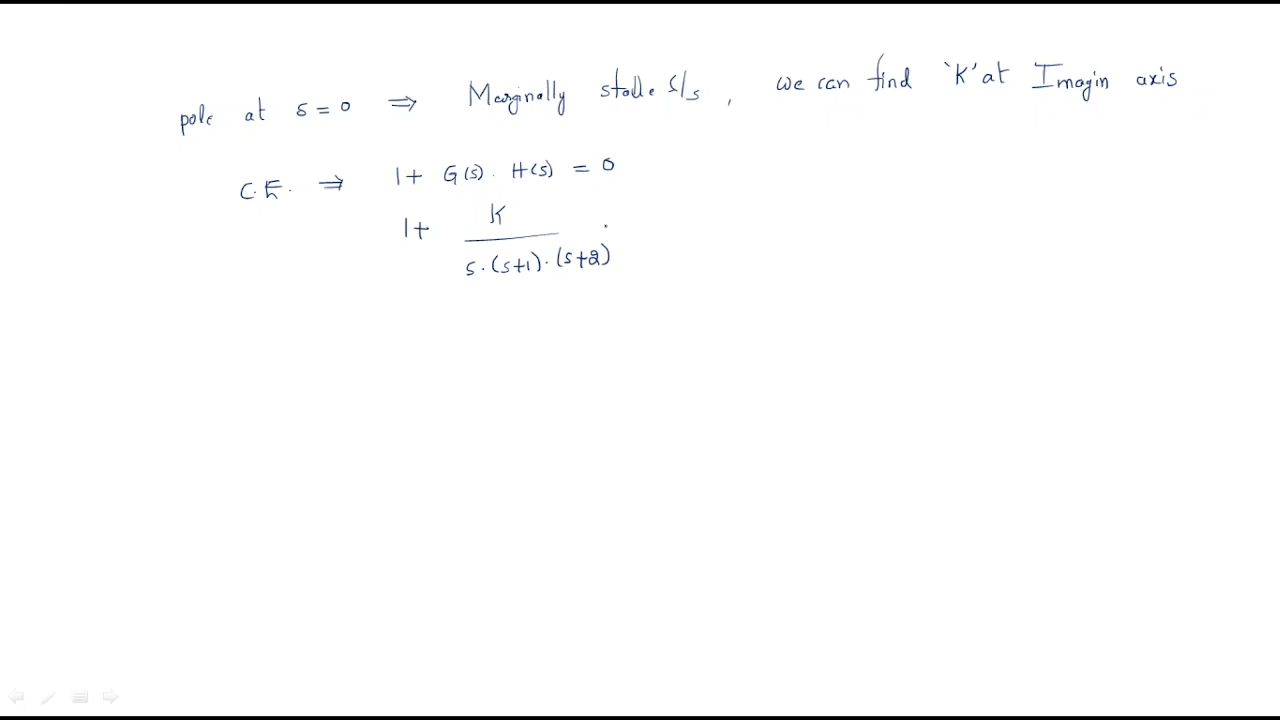 pole at s = 0 ⇒ Marginally stable s/s , we can find 'K' at Imagin axis
C.E. ⇒ 1 + G(s) . H(s) = 0
1 + K / s.(s+1).(s+2)